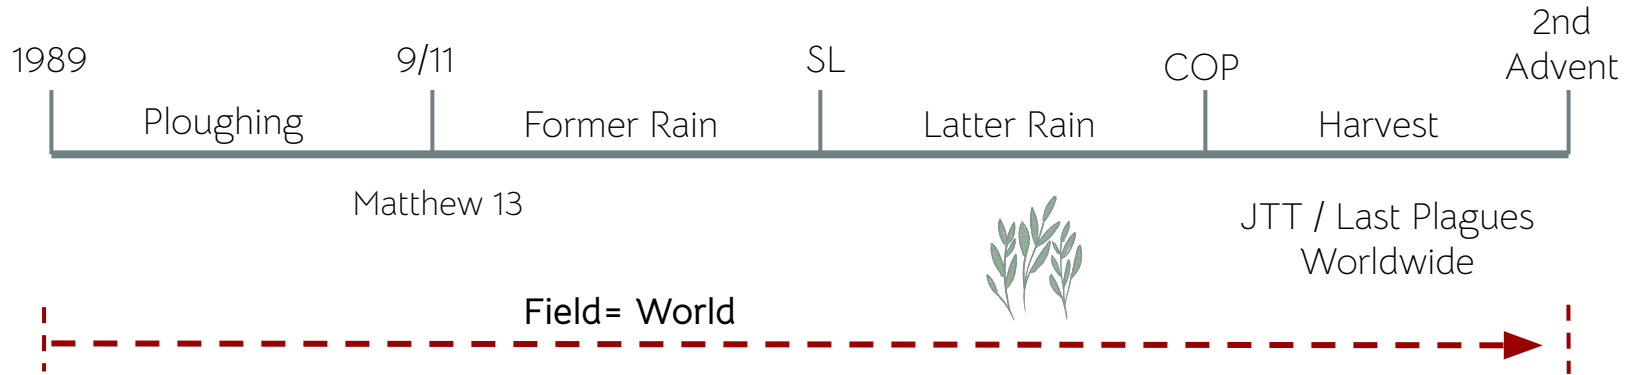 1989
9/11
SL
COP
2nd
Advent
Ploughing
Former Rain
Latter Rain
Harvest
Matthew 13
JTT / Last Plagues
Worldwide
Field= World